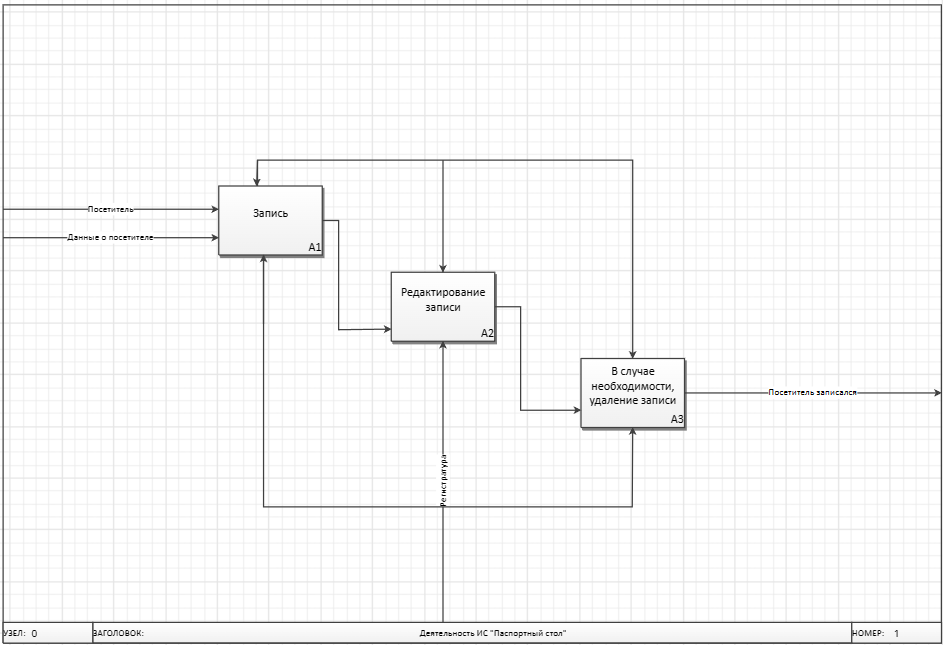 Посетитель
Данные о посетителе
Запись
A1
Редактирование
записи
A2
В случае
необходимости,
удаление записи
A3
Посетитель записался
Регистратура
УЗЕЛ: 0
ЗАГОЛОВОК:
Деятельность ИС "Паспортный стол"
НОМЕР: 1